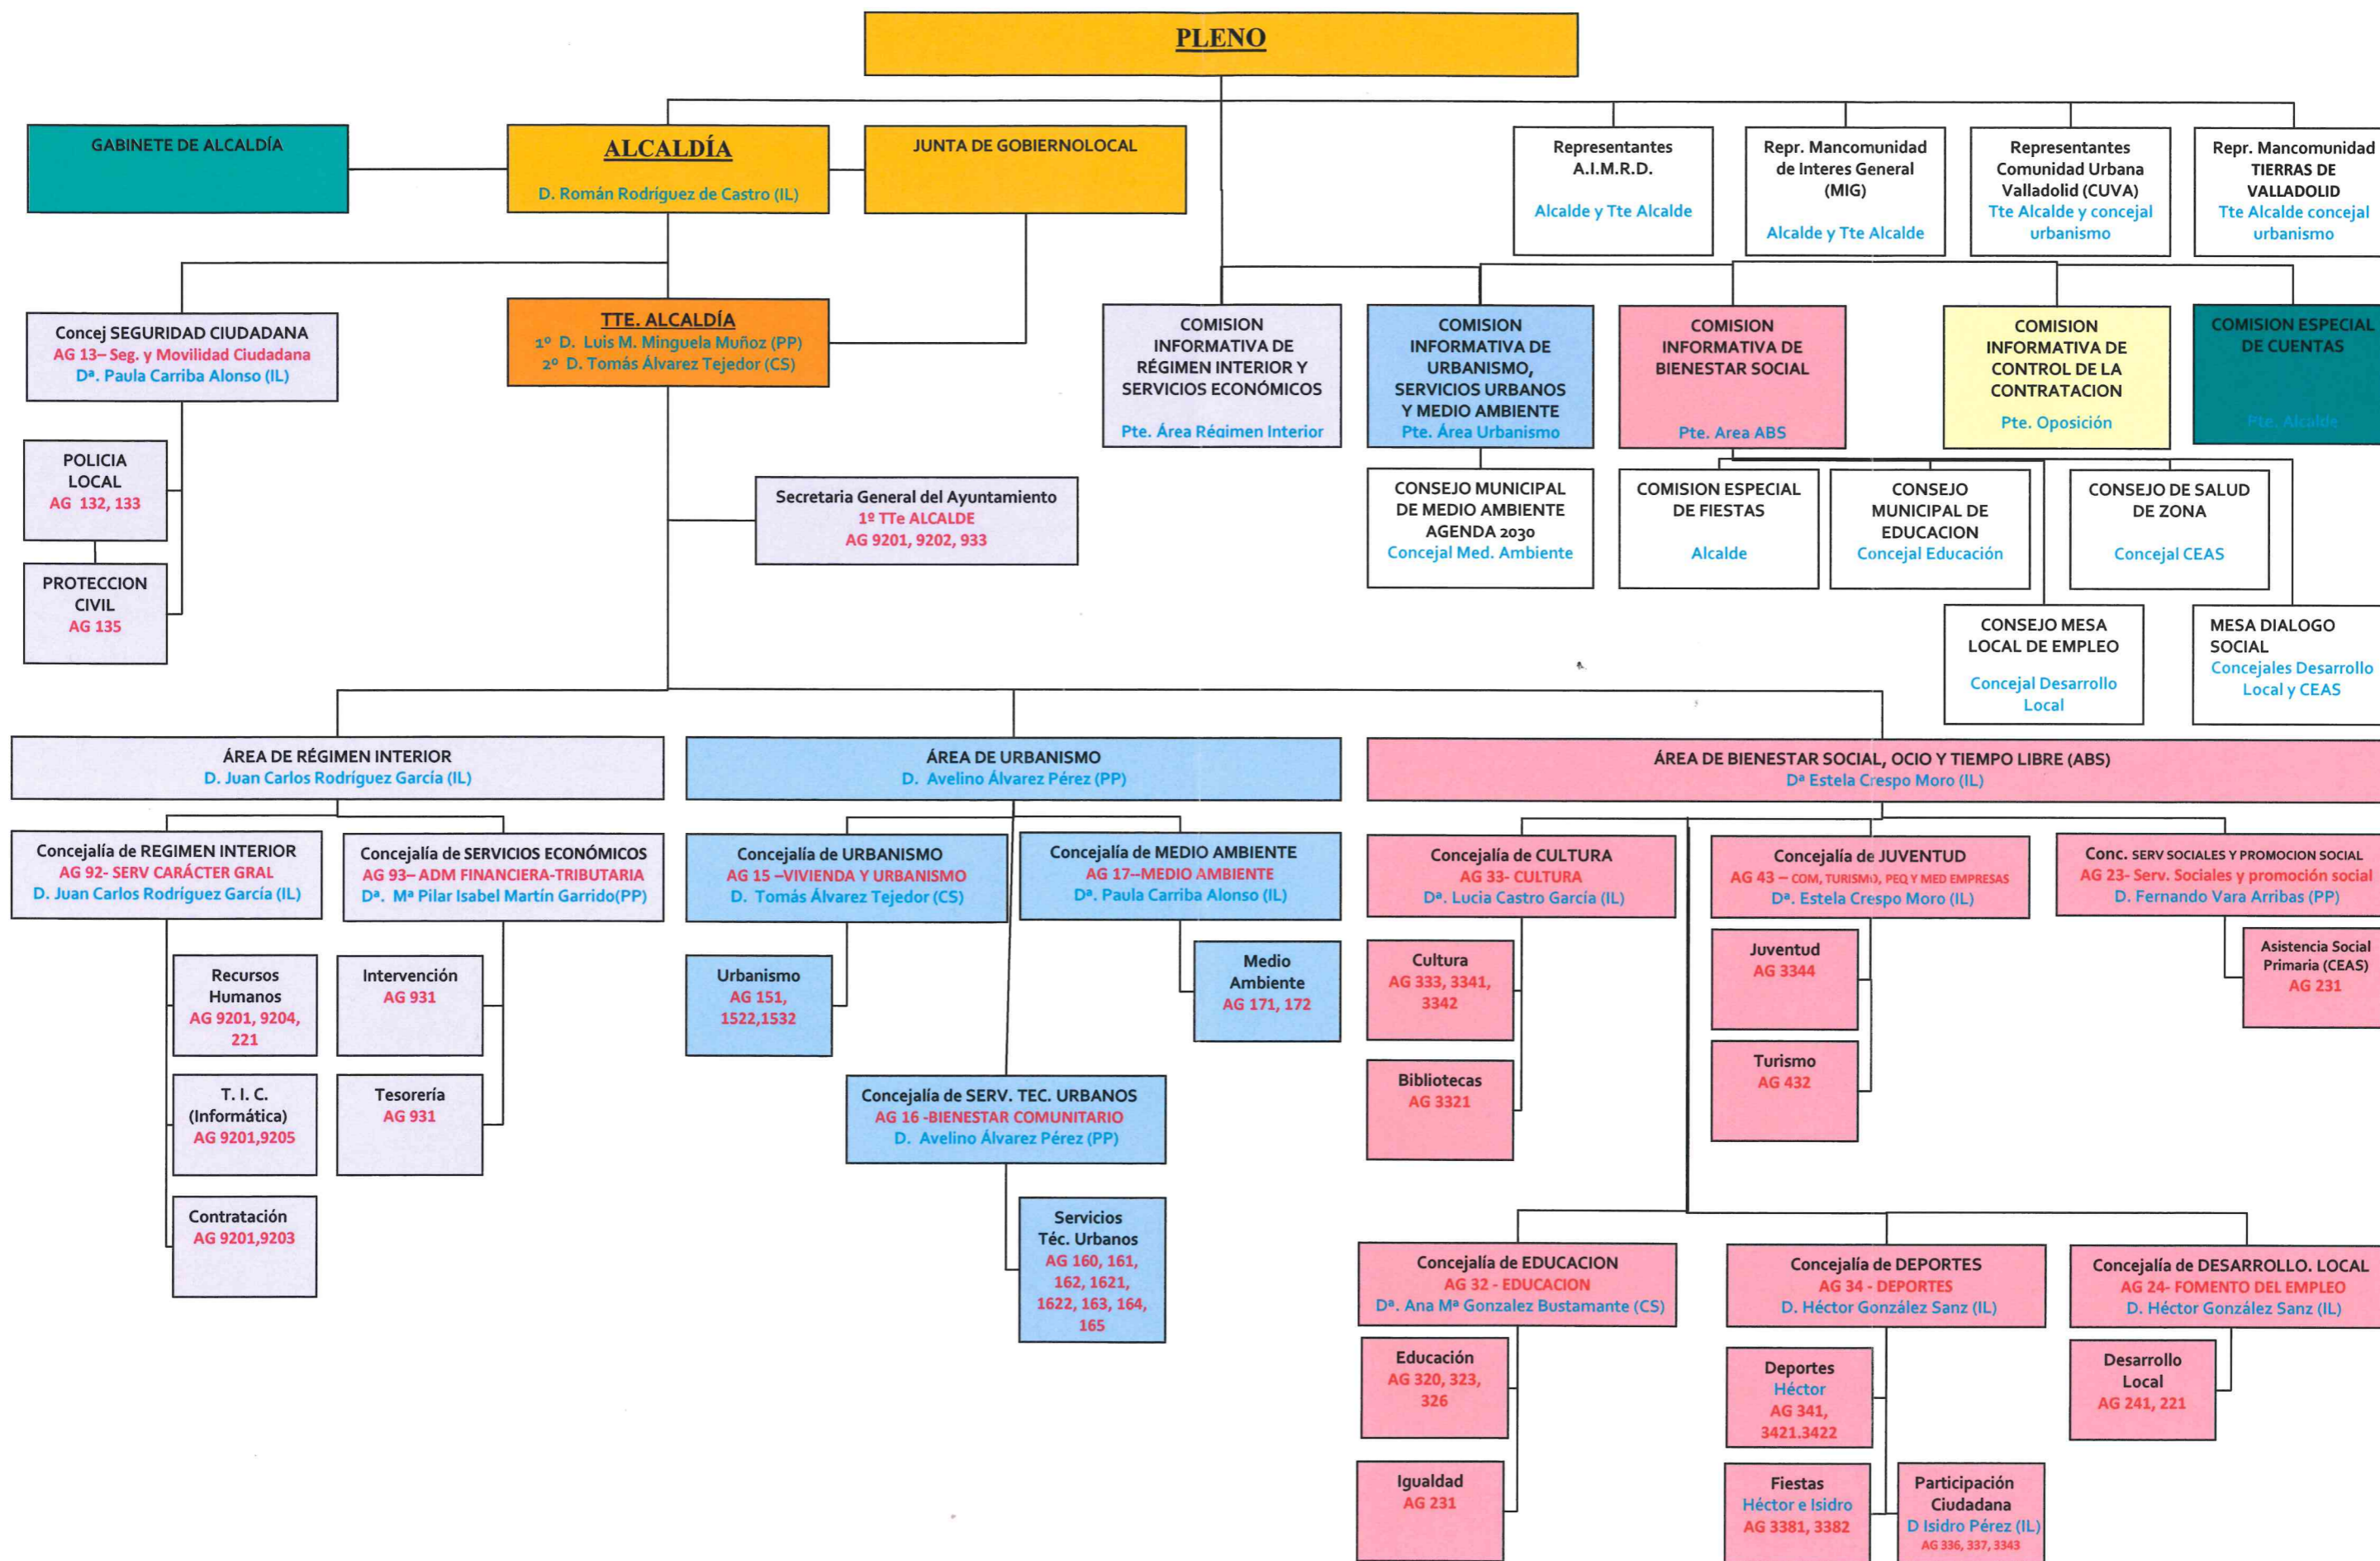 PLENO
GABINETE DE ALCALDÍA
ALCALDÍA
D. Román Rodríguez de Castro (IL)
JUNTA DE GOBIERNOLOCAL
Representantes
A.I.M.R.D.
Alcalde y Tte Alcalde
Repr. Mancomunidad
de Interes General
(MIG)
Alcalde y Tte Alcalde
Representantes
Comunidad Urbana
Valladolid (CUVA)
Tte Alcalde y concejal
urbanismo
Repr. Mancomunidad
TIERRAS DE
VALLADOLID
Tte Alcalde concejal
urbanismo
Concej SEGURIDAD CIUDADANA
AG 13– Seg. y Movilidad Ciudadana
Dª. Paula Carriba Alonso (IL)
TTE. ALCALDÍA
1º D. Luis M. Minguela Muñoz (PP)
2º D. Tomás Álvarez Tejedor (CS)
COMISION
INFORMATIVA DE
RÉGIMEN INTERIOR Y
SERVICIOS ECONÓMICOS
Pte. Área Régimen Interior
COMISION
INFORMATIVA DE
URBANISMO,
SERVICIOS URBANOS
Y MEDIO AMBIENTE
Pte. Área Urbanismo
COMISION
INFORMATIVA DE
BIENESTAR SOCIAL
Pte. Area ABS
COMISION
INFORMATIVA DE
CONTROL DE LA
CONTRATACION
Pte. Oposición
COMISION ESPECIAL
DE CUENTAS
Pte. Alcalde
POLICIA
LOCAL
AG 132, 133
PROTECCION
CIVIL
AG 135
Secretaria General del Ayuntamiento
1º TTe ALCALDE
AG 9201, 9202, 933
CONSEJO MUNICIPAL
DE MEDIO AMBIENTE
AGENDA 2030
Concejal Med. Ambiente
COMISION ESPECIAL
DE FIESTAS
Alcalde
CONSEJO
MUNICIPAL DE
EDUCACION
Concejal Educación
CONSEJO DE SALUD
DE ZONA
Concejal CEAS
CONSEJO MESA
LOCAL DE EMPLEO
Concejal Desarrollo
Local
MESA DIALOGO
SOCIAL
Concejales Desarrollo
Local y CEAS
ÁREA DE RÉGIMEN INTERIOR
D. Juan Carlos Rodríguez García (IL)
ÁREA DE URBANISMO
D. Avelino Álvarez Pérez (PP)
ÁREA DE BIENESTAR SOCIAL, OCIO Y TIEMPO LIBRE (ABS)
Dª Estela Crespo Moro (IL)
Concejalía de REGIMEN INTERIOR
AG 92- SERV CARÁCTER GRAL
D. Juan Carlos Rodríguez García (IL)
Concejalía de SERVICIOS ECONÓMICOS
AG 93– ADM FINANCIERA-TRIBUTARIA
Dª. Mª Pilar Isabel Martín Garrido(PP)
Concejalía de URBANISMO
AG 15 –VIVIENDA Y URBANISMO
D. Tomás Álvarez Tejedor (CS)
Concejalía de MEDIO AMBIENTE
AG 17--MEDIO AMBIENTE
Dª. Paula Carriba Alonso (IL)
Concejalía de CULTURA
AG 33- CULTURA
Dª. Lucia Castro García (IL)
Concejalía de JUVENTUD
AG 43 – COM, TURISMO, PEQ Y MED EMPRESAS
Dª. Estela Crespo Moro (IL)
Conc. SERV SOCIALES Y PROMOCION SOCIAL
AG 23- Serv. Sociales y promoción social
D. Fernando Vara Arribas (PP)
Recursos
Humanos
AG 9201, 9204,
221
Intervención
AG 931
Urbanismo
AG 151,
1522,1532
Medio
Ambiente
AG 171, 172
Cultura
AG 333, 3341,
3342
Juventud
AG 3344
Asistencia Social
Primaria (CEAS)
AG 231
T. I. C.
(Informática)
AG 9201,9205
Tesorería
AG 931
Concejalía de SERV. TEC. URBANOS
AG 16 -BIENESTAR COMUNITARIO
D. Avelino Álvarez Pérez (PP)
Bibliotecas
AG 3321
Turismo
AG 432
Contratación
AG 9201,9203
Servicios
Téc. Urbanos
AG 160, 161,
162, 1621,
1622, 163, 164,
165
Concejalía de EDUCACION
AG 32 - EDUCACION
Dª. Ana Mª Gonzalez Bustamante (CS)
Concejalía de DEPORTES
AG 34 - DEPORTES
D. Héctor González Sanz (IL)
Concejalía de DESARROLLO. LOCAL
AG 24- FOMENTO DEL EMPLEO
D. Héctor González Sanz (IL)
Educación
AG 320, 323,
326
Deportes
Héctor
AG 341,
3421.3422
Desarrollo
Local
AG 241, 221
Igualdad
AG 231
Fiestas
Héctor e Isidro
AG 3381, 3382
Participación
Ciudadana
D Isidro Pérez (IL)
AG 336, 337, 3343